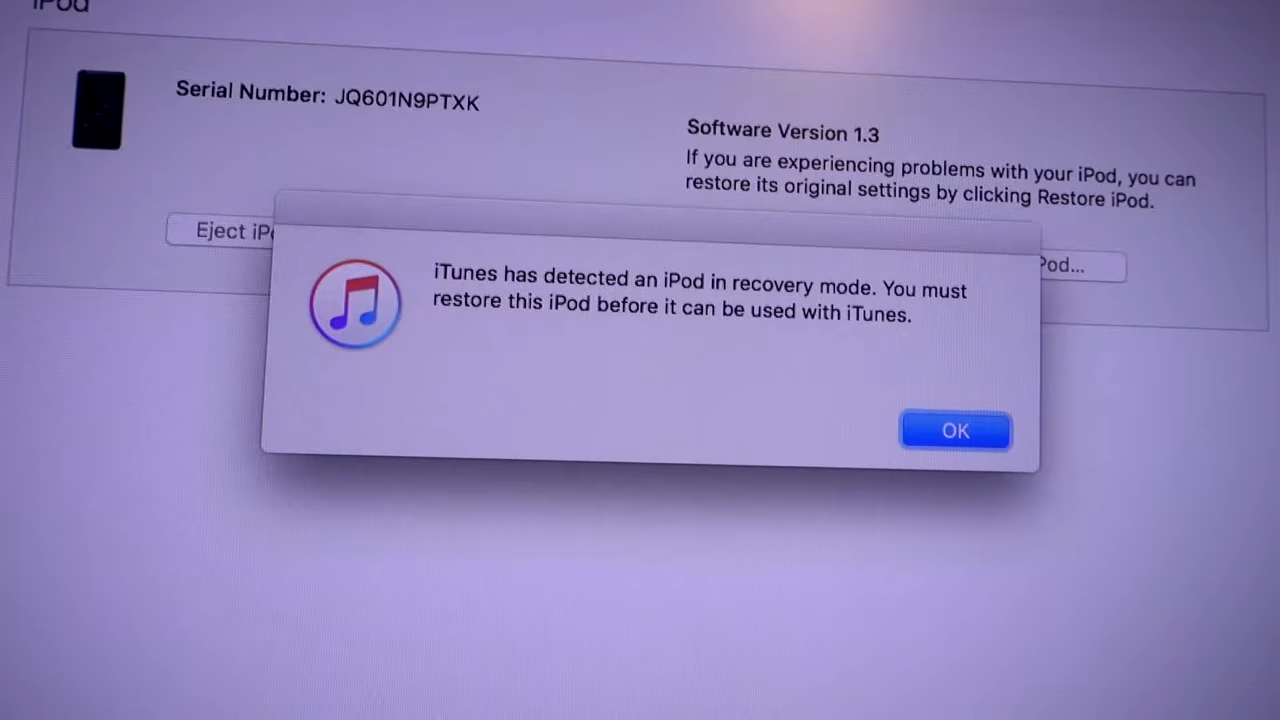 iPod
Serial Number: JQ601N9PTXK
Software Version 1.3
If you are experiencing problems with your iPod, you can
restore its original settings by clicking Restore iPod.
Eject iPo
Pod...
iTunes has detected an iPod in recovery mode. You must
restore this iPod before it can be used with iTunes.
OK